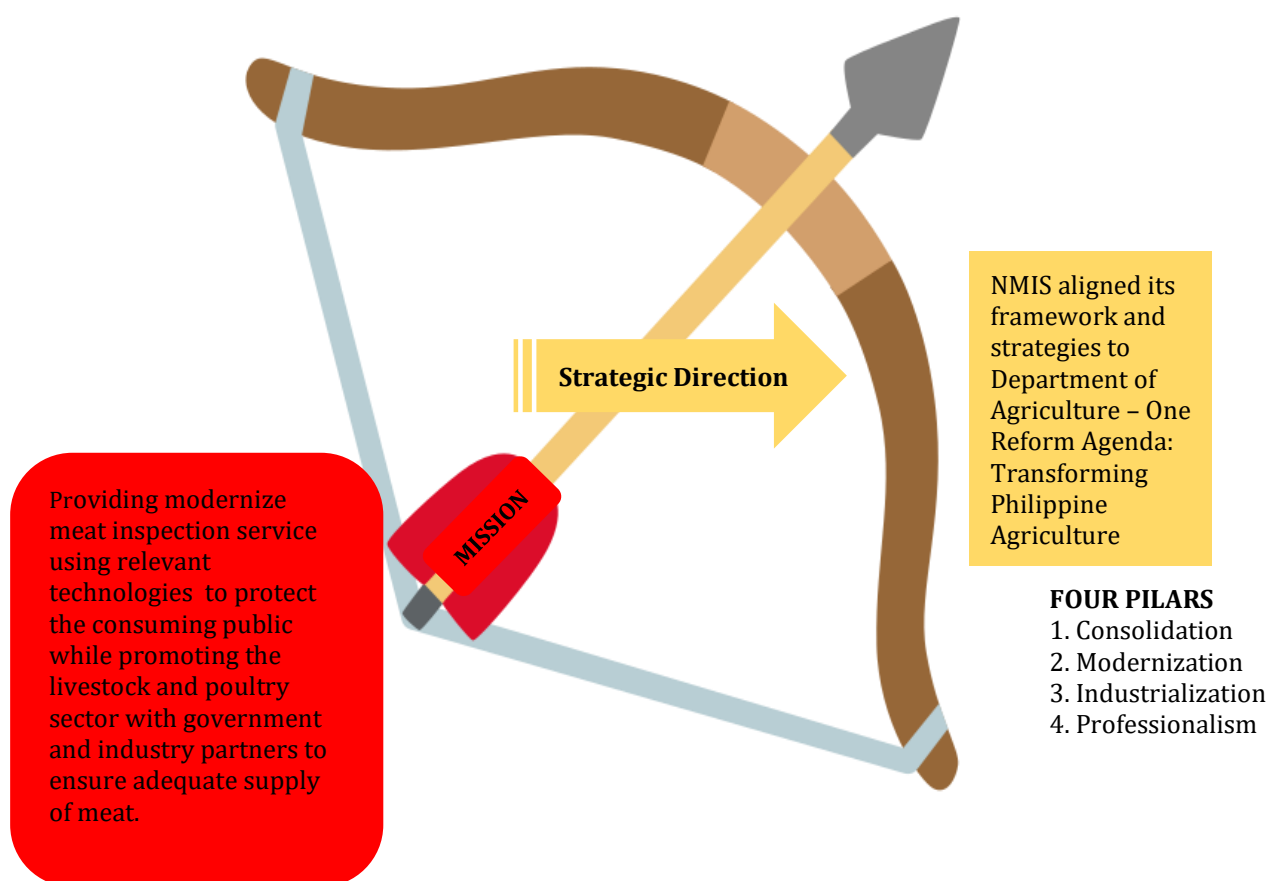 Strategic Direction
NMIS aligned its
framework and
strategies to
Department of
Agriculture – One
Reform Agenda:
Transforming
Philippine
Agriculture
MISSION
Providing modernize
meat inspection service
using relevant
technologies  to protect
the consuming public
while promoting the
livestock and poultry
sector with government
and industry partners to
ensure adequate supply
of meat.
FOUR PILARS
1. Consolidation
2. Modernization
3. Industrialization
4. Professionalism